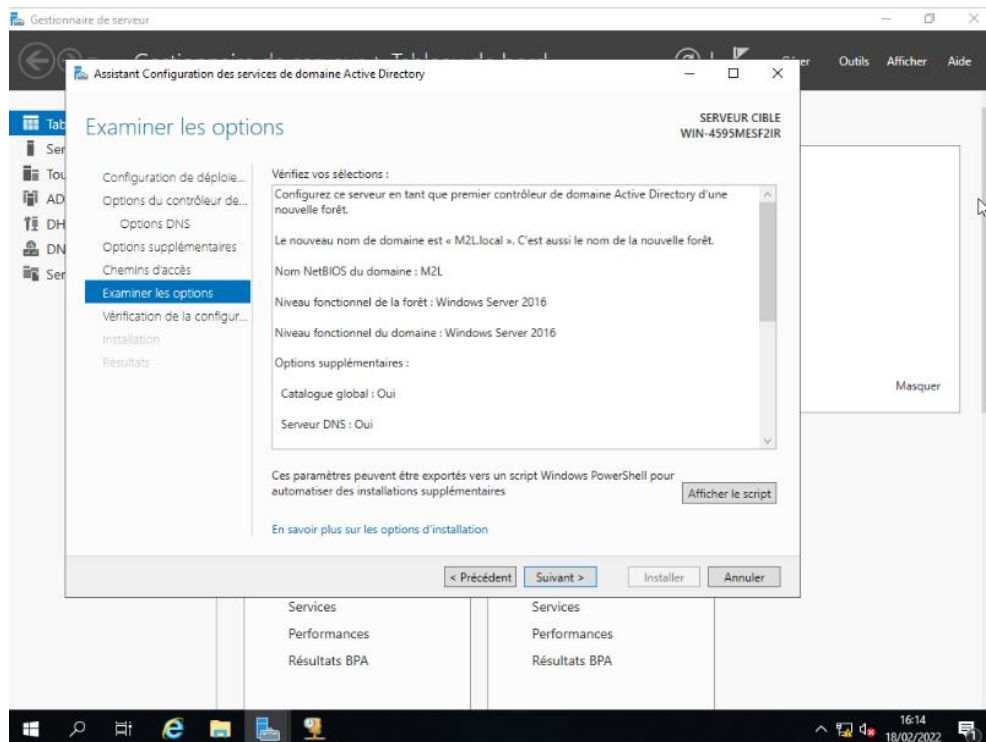 Gestionnaire de serveur
Outils Afficher Aide
Assistant Configuration des services de domaine Active Directory
Examiner les options
SERVEUR CIBLE
WIN-4595MESF2IR
Tab
Ser
Tou
AD
DH
DN
Ser
Configuration de déploie...
Options du contrôleur de...
Options DNS
Options supplémentaires
Chemins d'accès
Examiner les options
Vérification de la configur...
Installation
Résultats
Vérifiez vos sélections :
Configurez ce serveur en tant que premier contrôleur de domaine Active Directory d'une
nouvelle forêt.
Le nouveau nom de domaine est « M2L.local ». C'est aussi le nom de la nouvelle forêt.
Nom NetBIOS du domaine : M2L
Niveau fonctionnel de la forêt : Windows Server 2016
Niveau fonctionnel du domaine : Windows Server 2016
Options supplémentaires :
Catalogue global : Oui
Serveur DNS : Oui
Ces paramètres peuvent être exportés vers un script Windows PowerShell pour
automatiser des installations supplémentaires
Afficher le script
En savoir plus sur les options d'installation
< Précédent Suivant > Installer Annuler
Masquer
Services
Performances
Résultats BPA
Services
Performances
Résultats BPA
16:14
18/02/2022